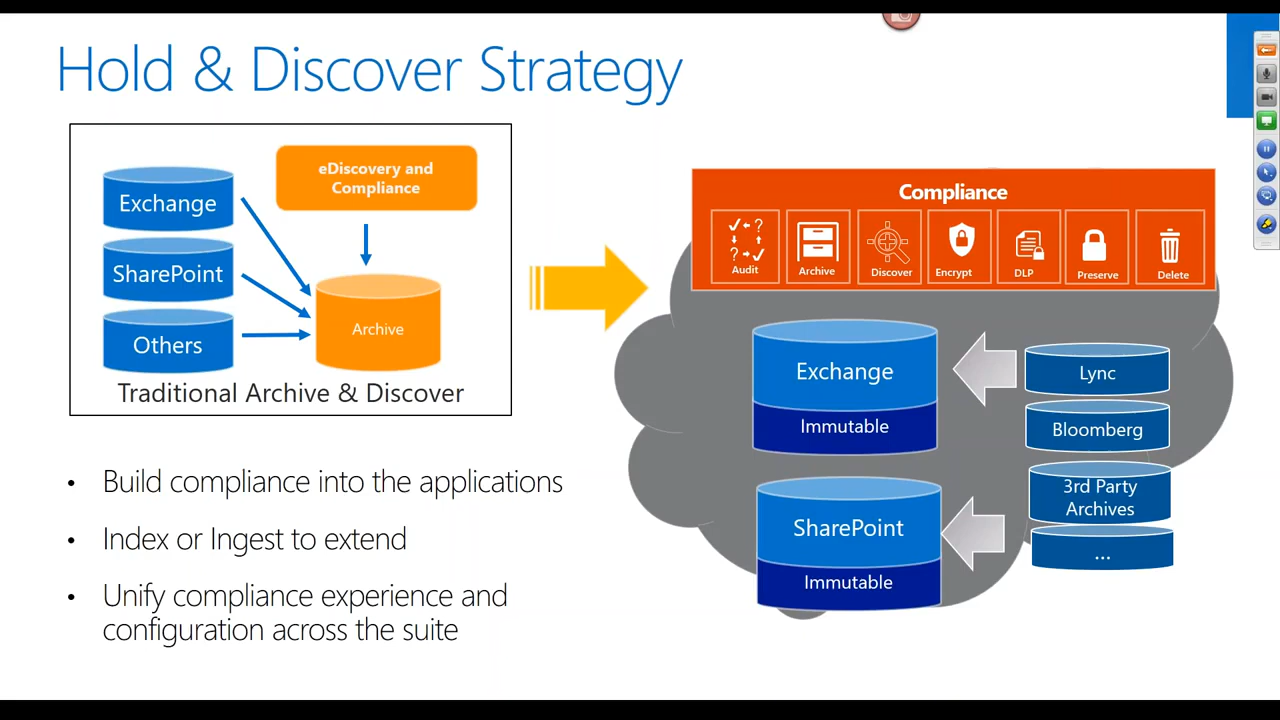 Hold & Discover Strategy
eDiscovery and
Compliance
Exchange
SharePoint
Others
Archive
Traditional Archive & Discover
• Build compliance into the applications
• Index or Ingest to extend
• Unify compliance experience and
configuration across the suite
Compliance
Audit
Archive
Discover
Encrypt
DLP
Preserve
Delete
Exchange
Immutable
SharePoint
Immutable
Lync
Bloomberg
3rd Party
Archives
...